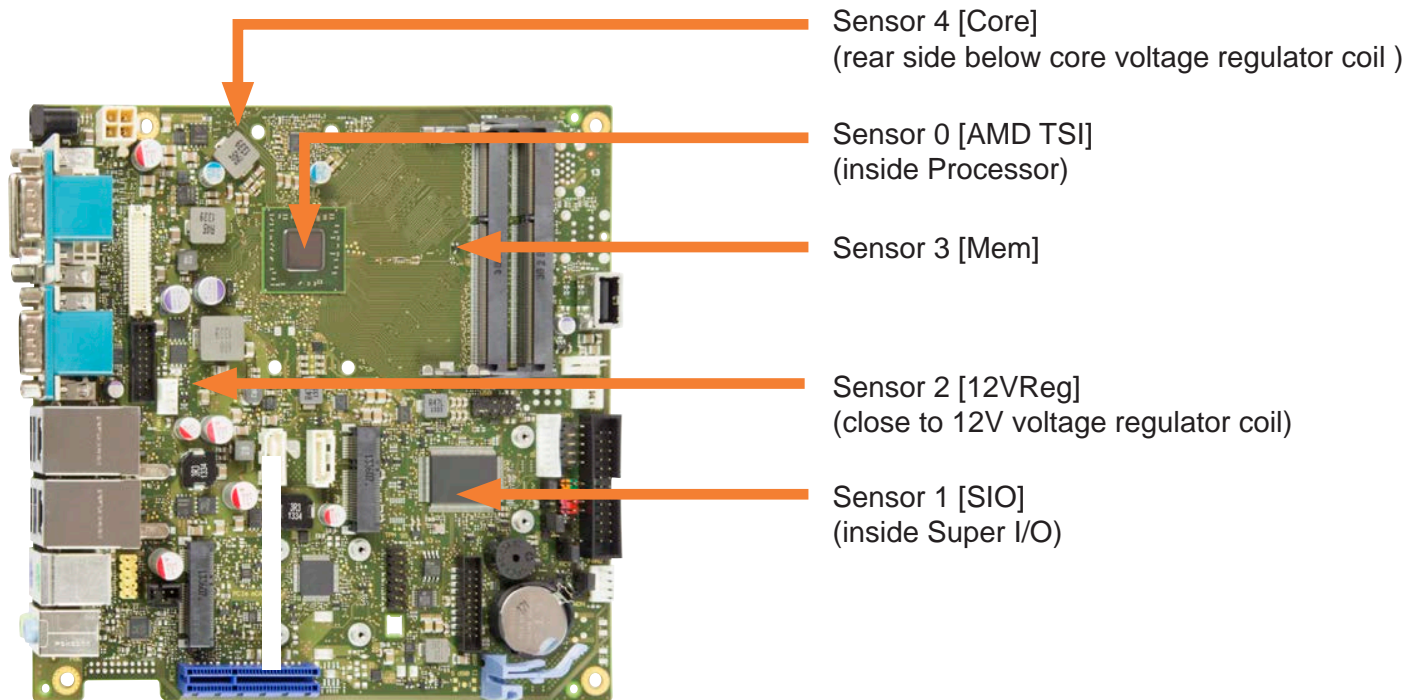 Sensor 4 [Core]
(rear side below core voltage regulator coil )
Sensor 0 [AMD TSI]
(inside Processor)
Sensor 3 [Mem]
Sensor 2 [12VReg]
(close to 12V voltage regulator coil)
Sensor 1 [SIO]
(inside Super I/O)